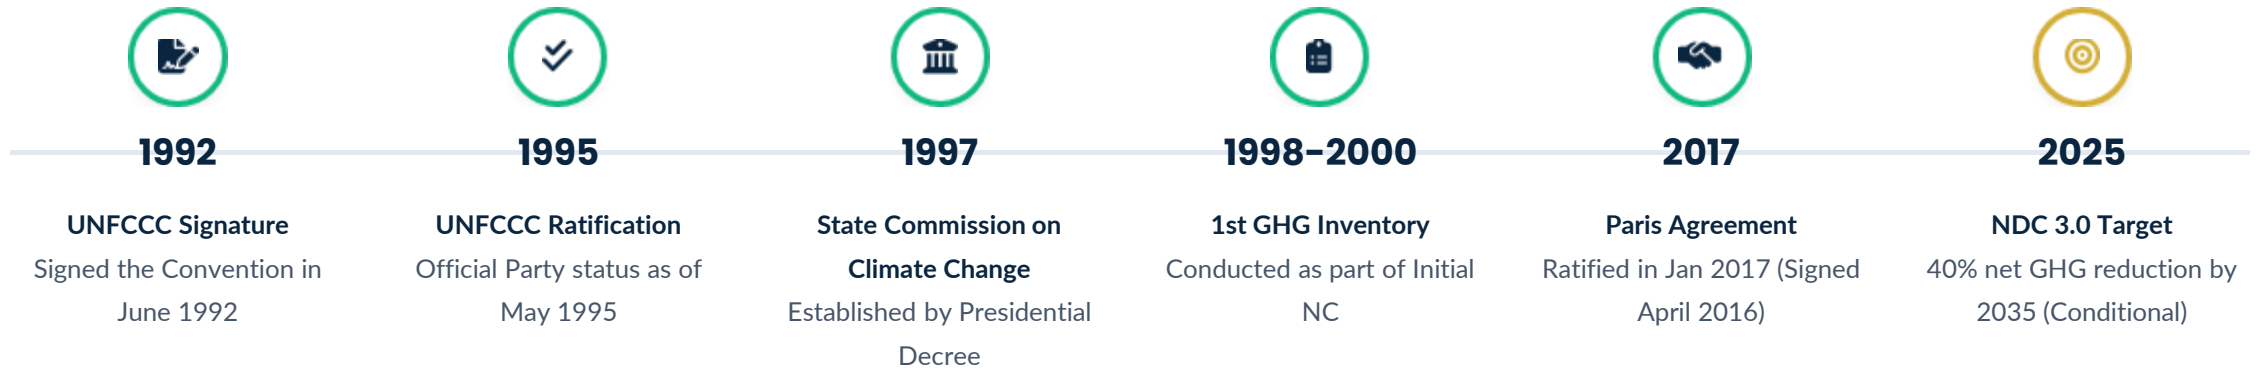 1992
UNFCCC Signature
Signed the Convention in
June 1992
1995
UNFCCC Ratification
Official Party status as of
May 1995
1997
State Commission on
Climate Change
Established by Presidential
Decree
1998–2000
1st GHG Inventory
Conducted as part of Initial
NC
2017
Paris Agreement
Ratified in Jan 2017 (Signed
April 2016)
2025
NDC 3.0 Target
40% net GHG reduction by
2035 (Conditional)